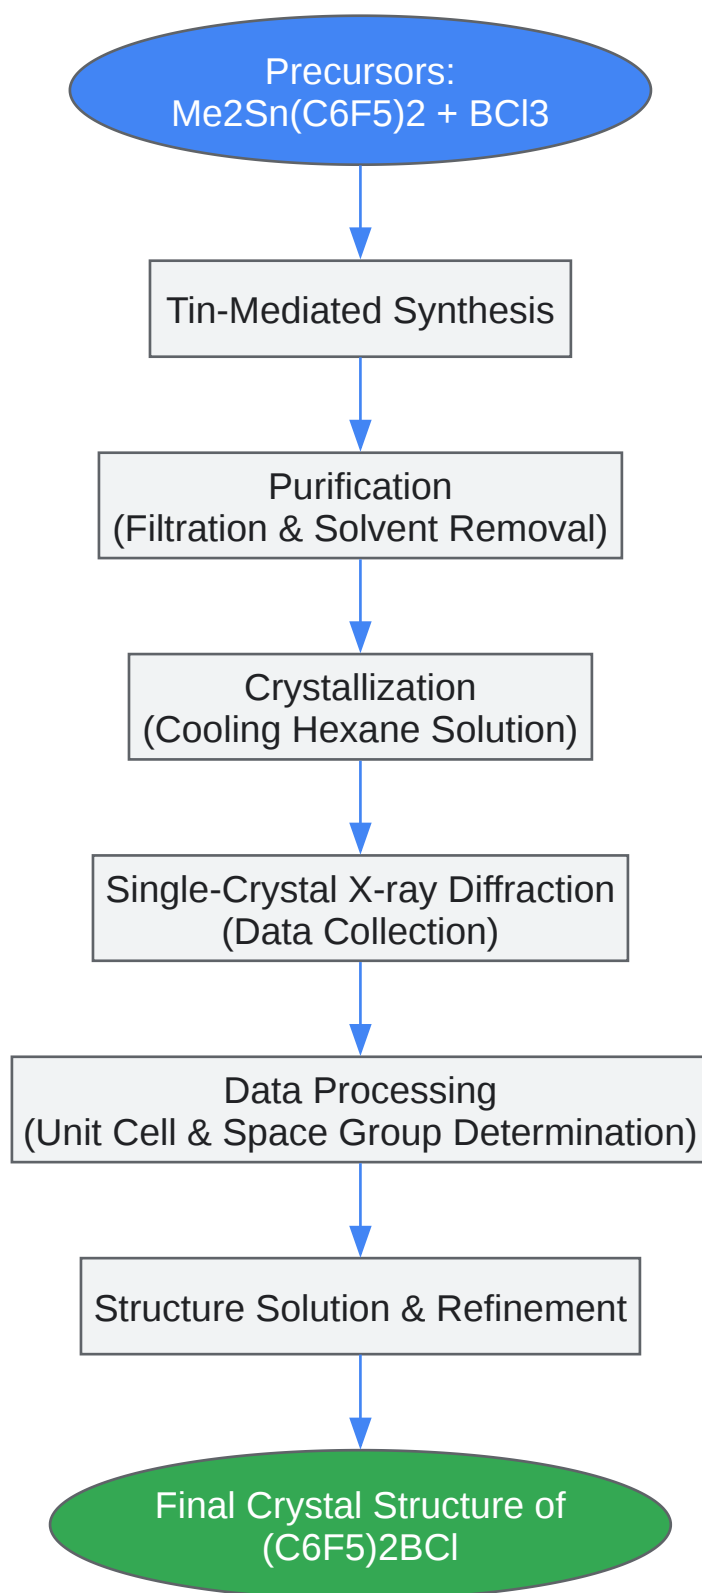 Precursors:
Me2Sn(C6F5)2 + BCl3
Tin-Mediated Synthesis
Purification
(Filtration & Solvent Removal)
Crystallization
(Cooling Hexane Solution)
Single-Crystal X-ray Diffraction
(Data Collection)
Data Processing
(Unit Cell & Space Group Determination)
Structure Solution & Refinement
Final Crystal Structure of
(C6F5)2BCl